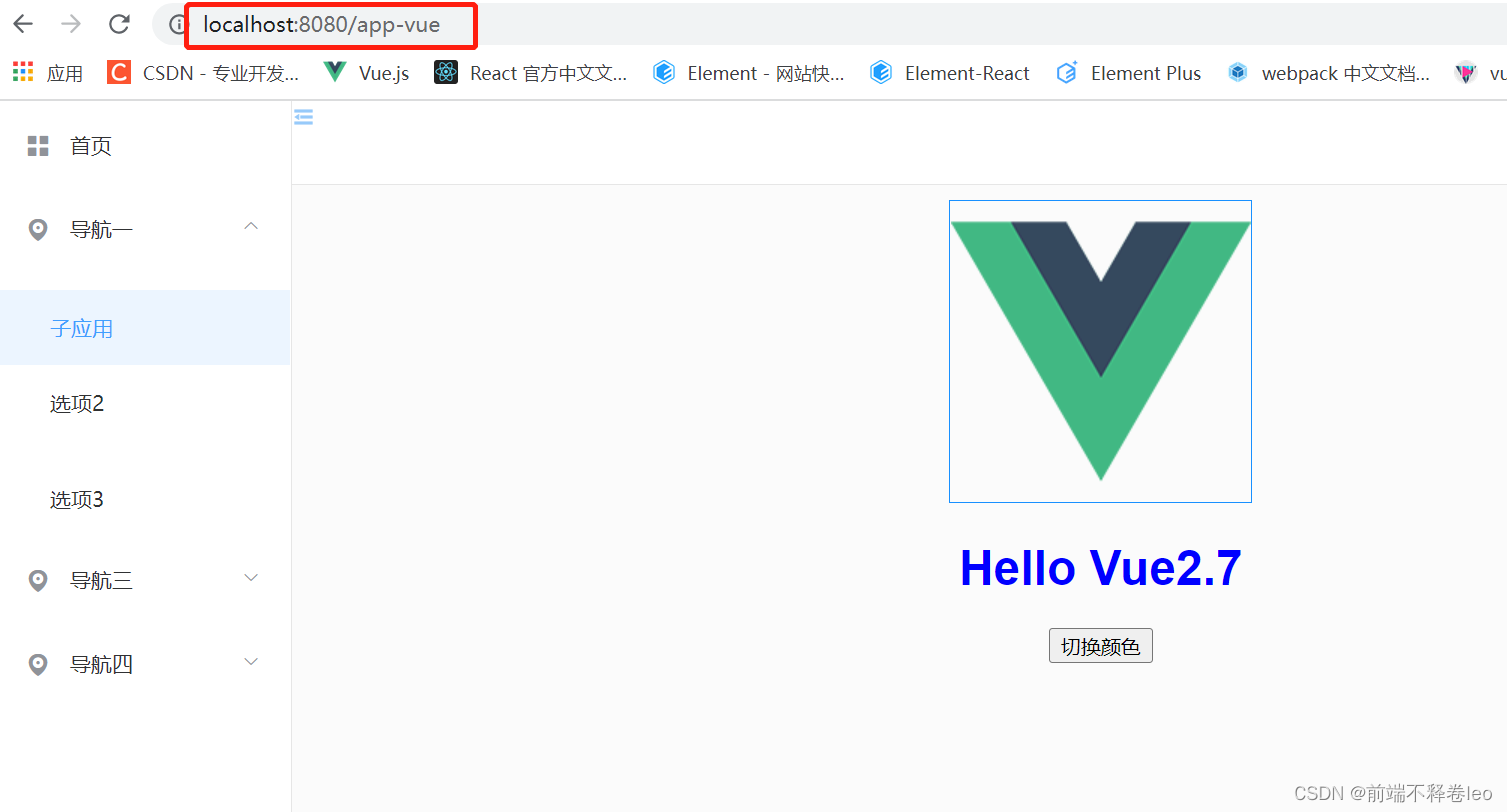 localhost:8080/app-vue
应用 CSDN - 专业开发... Vue.js React 官方中文文... Element - 网站快... Element-React Element Plus webpack 中文文档... vu
首页
导航一
子应用
选项2
选项3
导航三
导航四
Hello Vue2.7
切换颜色
CSDN @前端不释卷leo